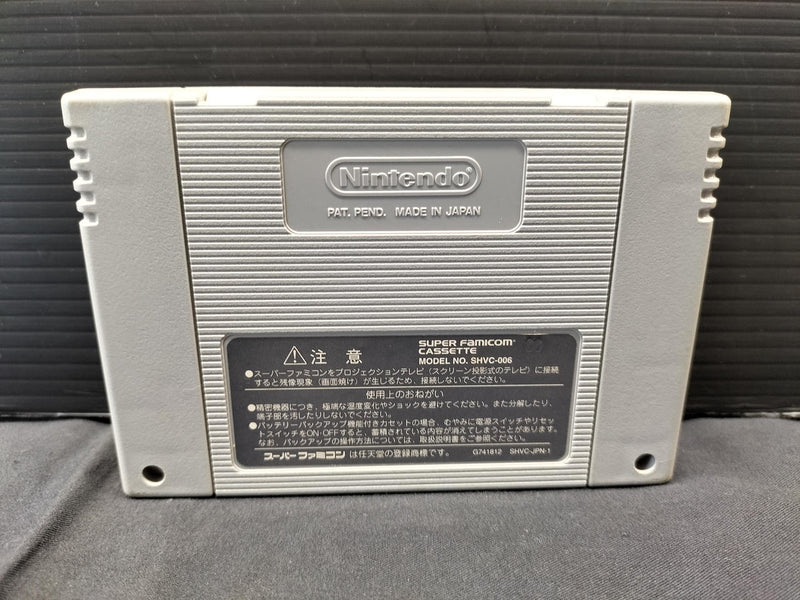 Nintendo®
PAT. PEND. MADE IN JAPAN
SUPER FAMICOM™
CASSETTE
MODEL NO. SHVC-006
⚠注意
●スーパーファミコンをプロジェクションテレビ(スクリーン投影式のテレビ)に接続
すると残像現象(画面焼け)が生じるため、接続しないでください。
使用上のおねがい
●精密機器につき、極端な温度変化やショックを避けてください。また分解したり、
端子部を汚したりしないでください。
●バッテリーバックアップ機能付きカセットの場合、むやみに電源スイッチやリセッ
トスイッチをON・OFFすると、蓄積されている内容が消えてしまうことがあります。
なお、バックアップの操作方法については、取扱説明書をご参照ください。
スーパーファミコンは任天堂の登録商標です。
G741812 SHVC-JPN-1